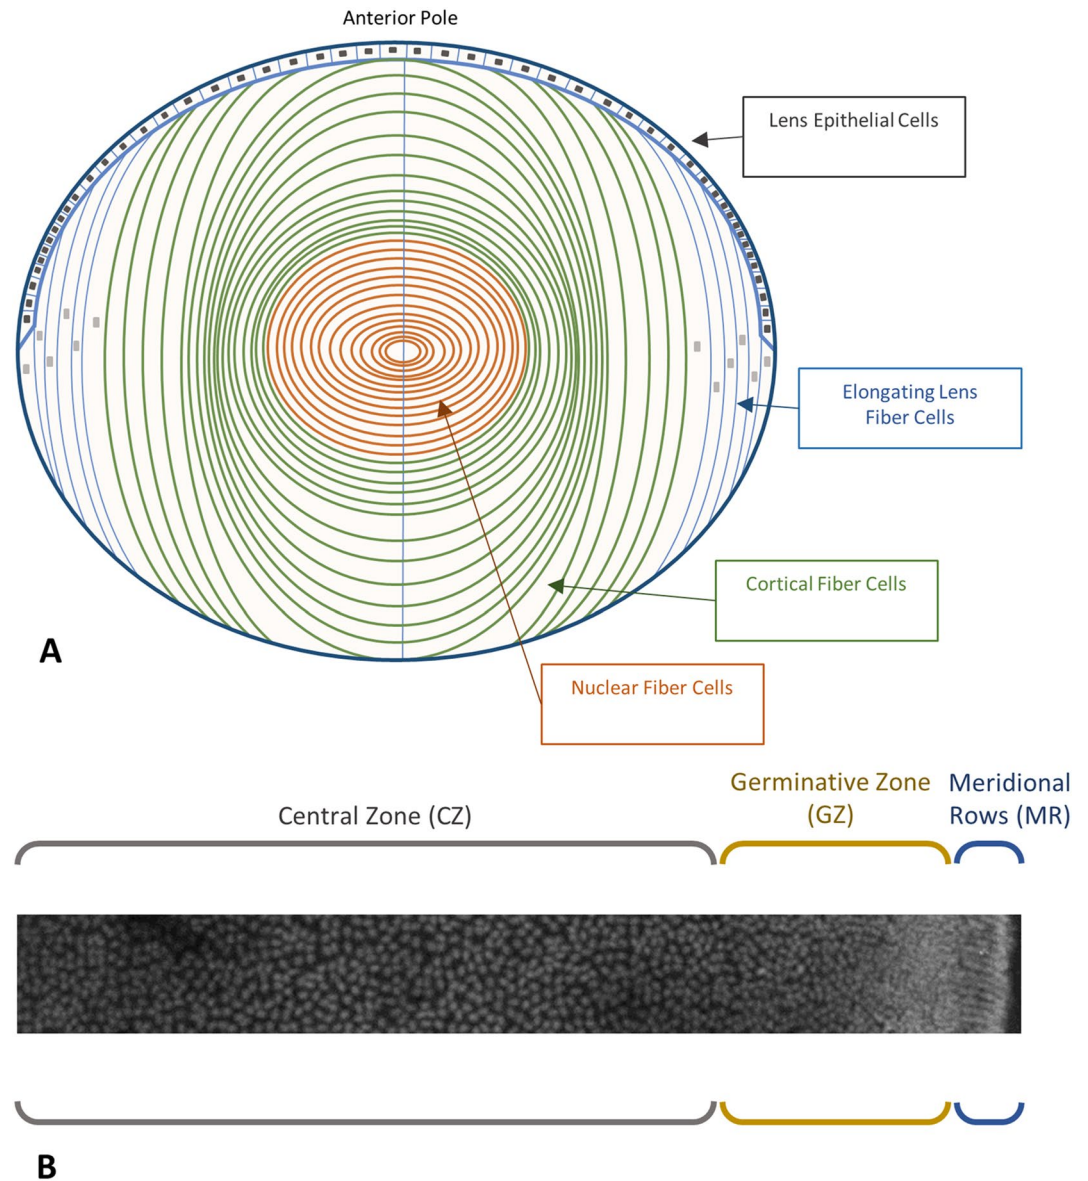 Anterior Pole
Lens Epithelial Cells
Elongating Lens
Fiber Cells
Cortical Fiber Cells
A
Nuclear Fiber Cells
Central Zone (CZ)
Germinative Zone
(GZ)
Meridional
Rows (MR)
B